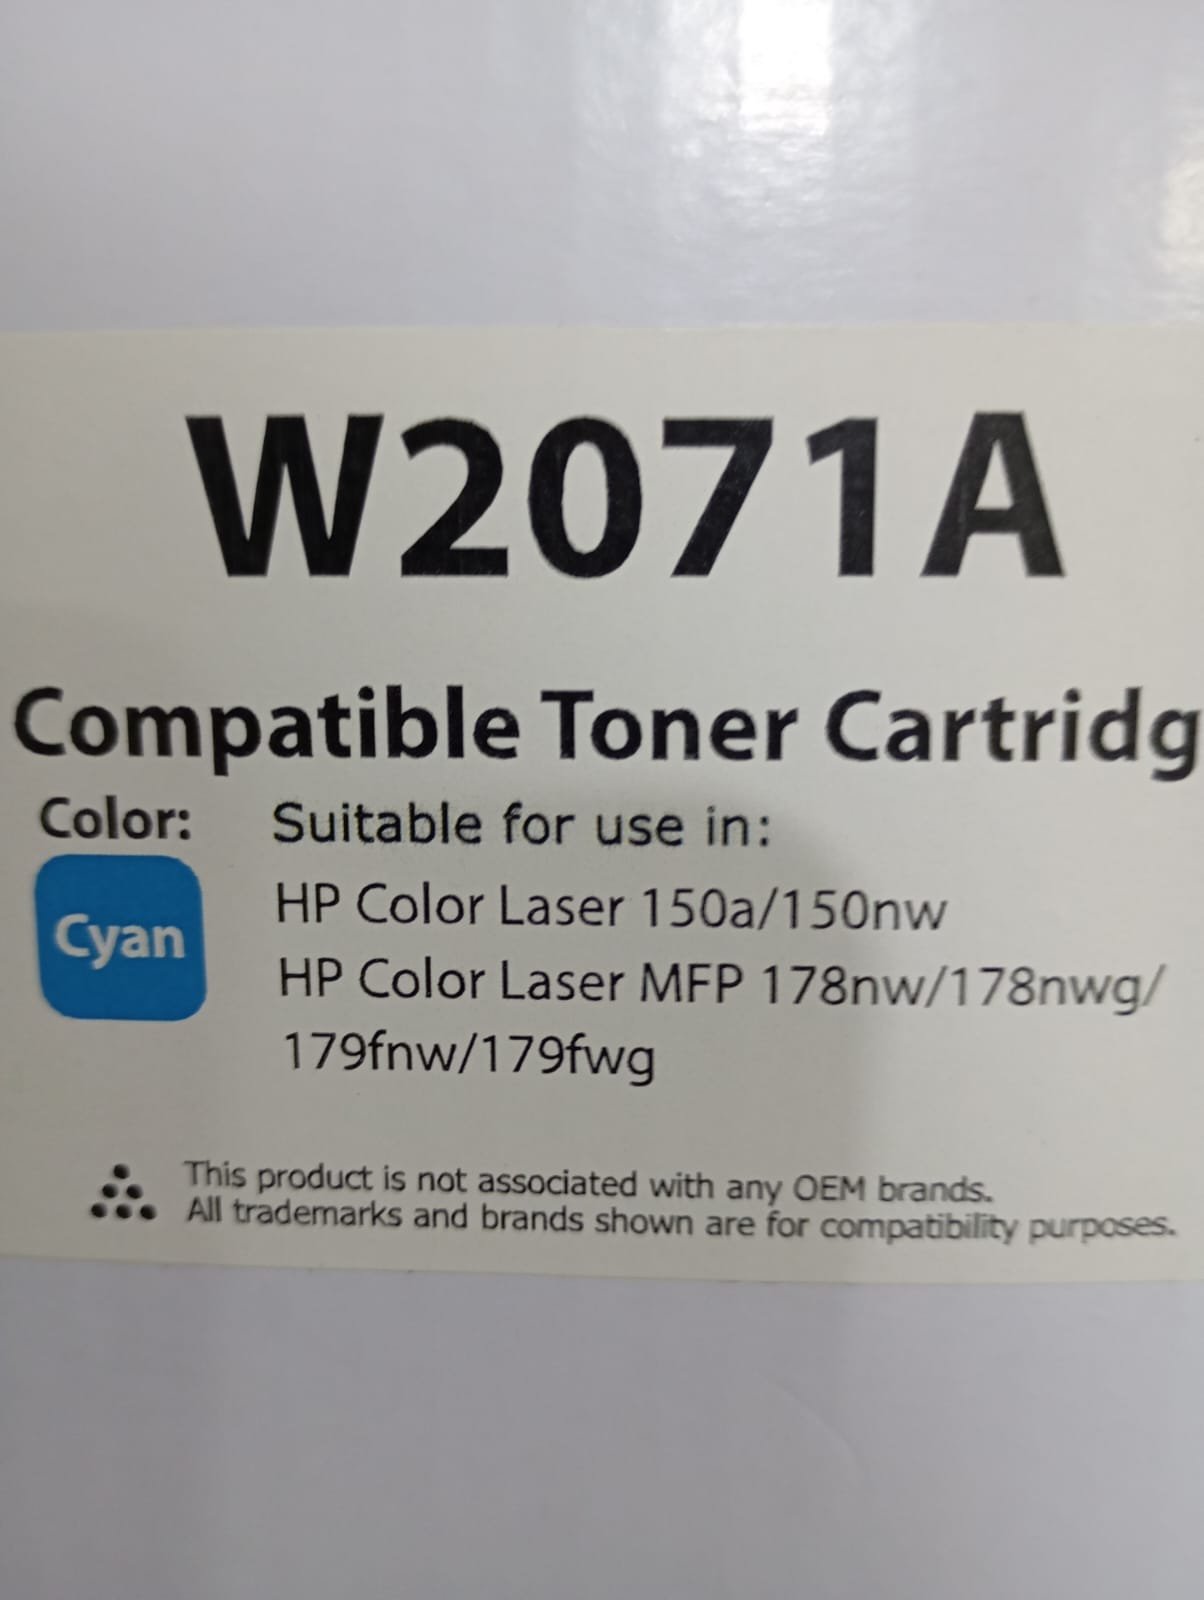 W2071A
Compatible Toner Cartridg
Color:
Suitable for use in:
Cyan
HP Color Laser 150a/150nw
HP Color Laser MFP 178nw/178nwg/
179fnw/179fwg
This product is not associated with any OEM brands.
All trademarks and brands shown are for compatibility purposes.